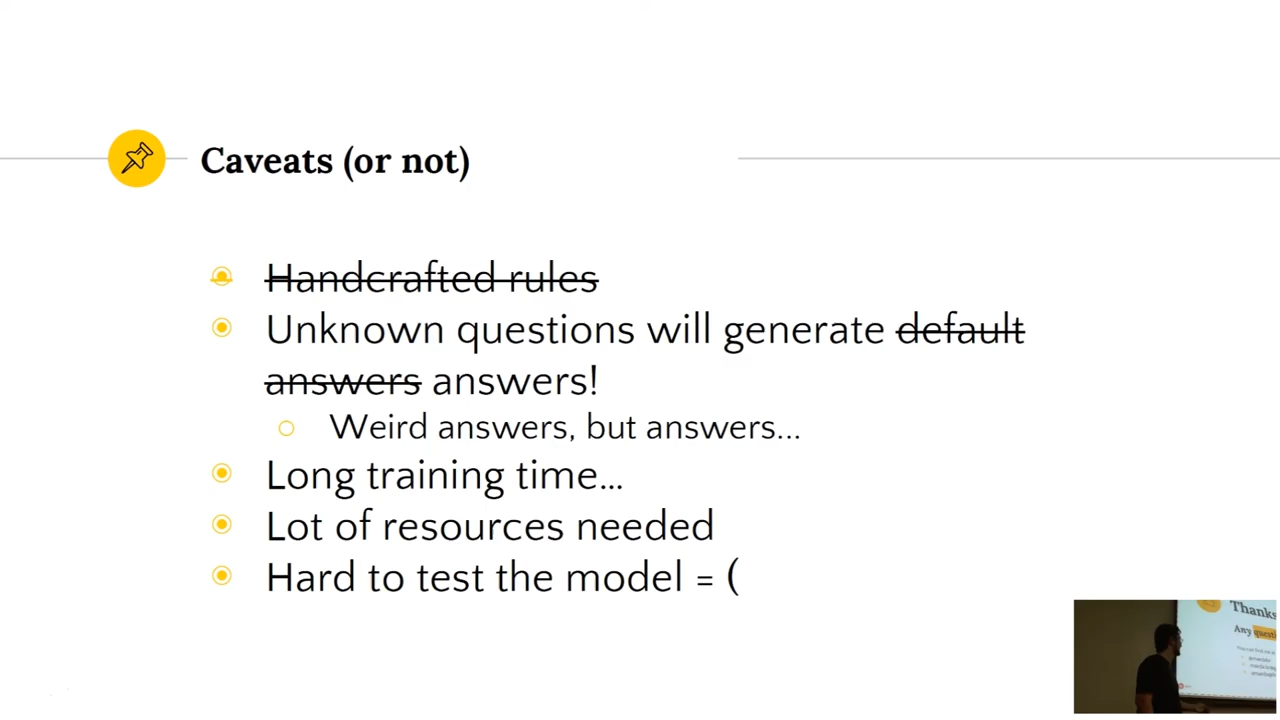 Caveats (or not)
Handcrafted rules
Unknown questions will generate default
answers answers!
Weird answers, but answers...
Long training time...
Lot of resources needed
Hard to test the model = (
Thanks
Any questi